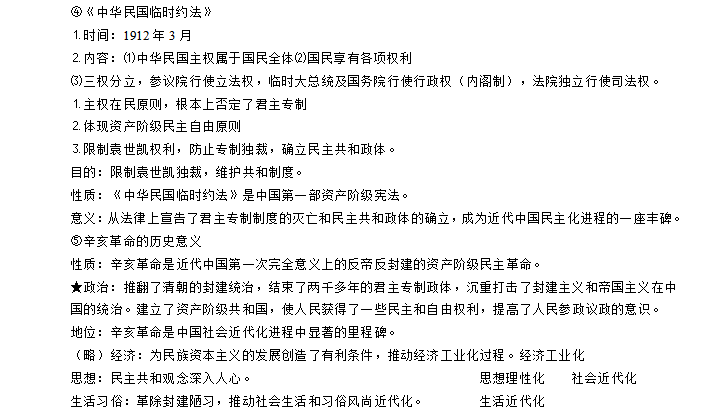 ④《中华民国临时约法》
1.时间：1912 年 3 月
2.内容：⑴中华民国主权属于国民全体⑵国民享有各项权利
⑶三权分立，参议院行使立法权，临时大总统及国务院行使行政权（内阁制），法院独立行使司法权。
1.主权在民原则，根本上否定了君主专制
2.体现资产阶级民主自由原则
3.限制袁世凯权利，防止专制独裁，确立民主共和政体。
目的：限制袁世凯独裁，维护共和制度。
性质：《中华民国临时约法》是中国第一部资产阶级宪法。
意义：从法律上宣告了君主专制制度的灭亡和民主共和政体的确立，成为近代中国民主化进程的一座丰碑。
⑤辛亥革命的历史意义
性质：辛亥革命是近代中国第一次完全意义上的反帝反封建的资产阶级民主革命。
★政治：推翻了清朝的封建统治，结束了两千多年的君主专制政体，沉重打击了封建主义和帝国主义在中
国的统治。建立了资产阶级共和国，使人民获得了一些民主和自由权利，提高了人民参政议政的意识。
地位：辛亥革命是中国社会近代化进程中显著的里程碑。
（略）经济：为民族资本主义的发展创造了有利条件，推动经济工业化过程。经济工业化
思想：民主共和观念深入人心。 思想理性化 社会近代化
生活习俗：革除封建陋习，推动社会生活和习俗风尚近代化。 生活近代化